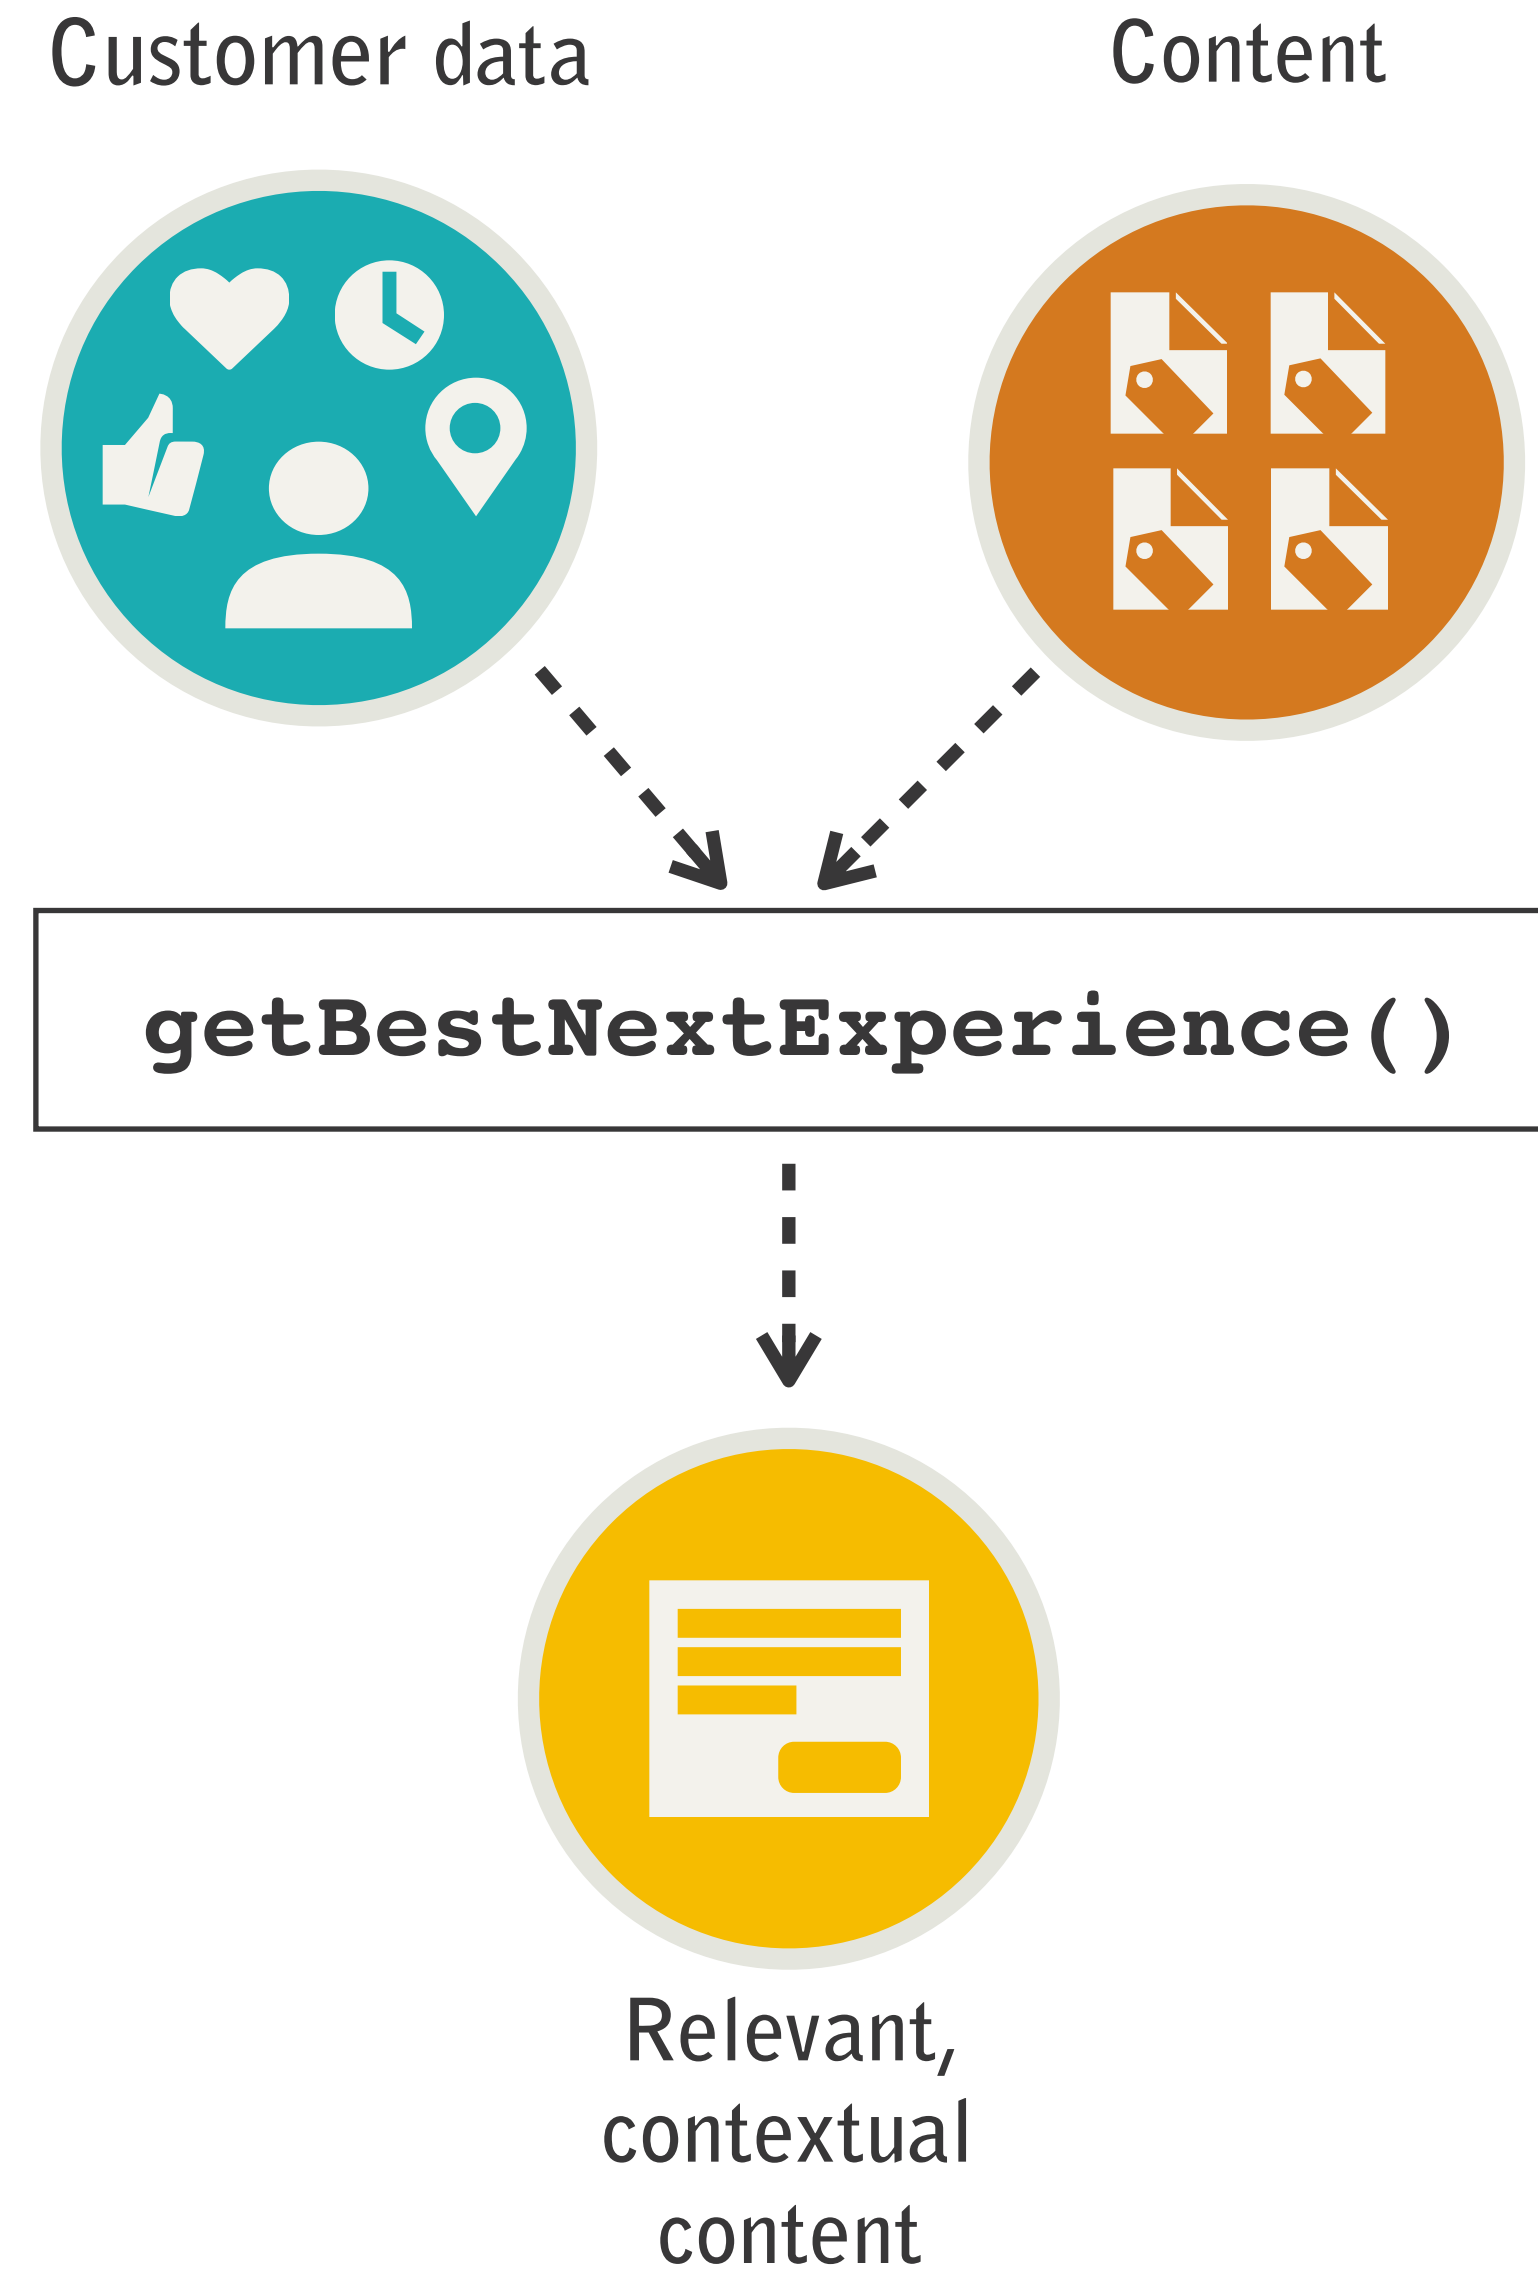 Customer data
Content
getBestNextExperience()
Relevant,
contextual
content